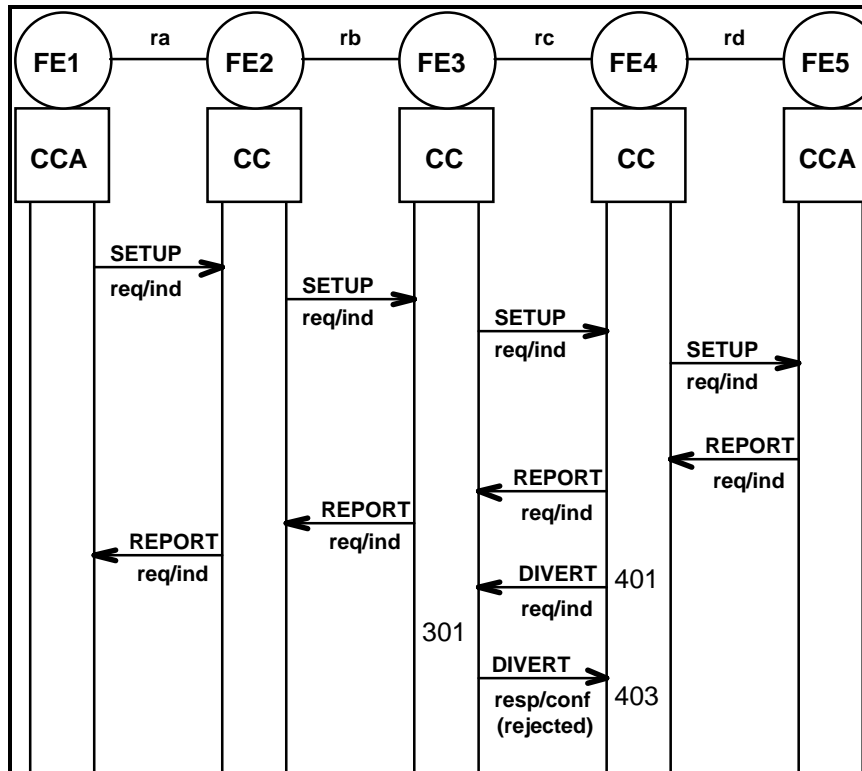 ra rb rc rd
FE1 FE2 FE3 FE4 FE5
CCA CC CC CC CCA
SETUP
req/ind
SETUP
req/ind
SETUP
req/ind
SETUP
req/ind
REPORT
req/ind
REPORT
req/ind
REPORT
req/ind
REPORT
req/ind
DIVERT 401
req/ind
301
DIVERT
resp/conf 403
(rejected)